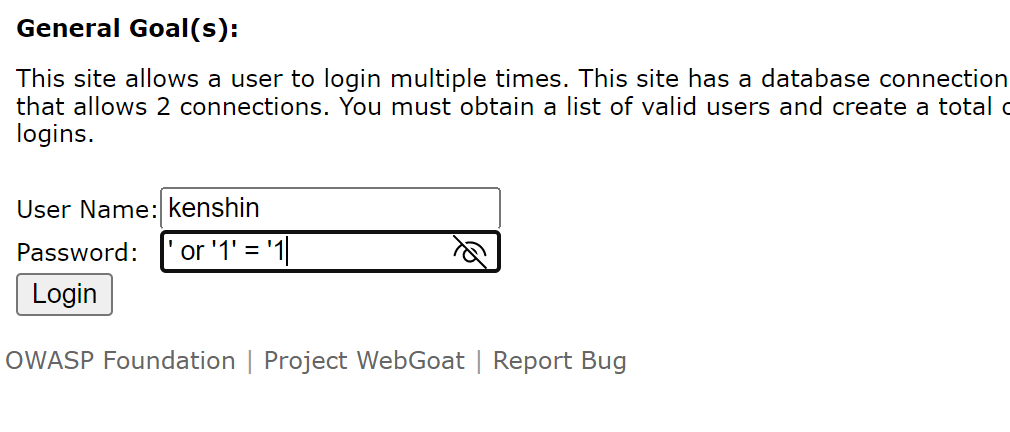 General Goal(s):
This site allows a user to login multiple times. This site has a database connection
that allows 2 connections. You must obtain a list of valid users and create a total
logins.
User Name: kenshin
Password: ' or '1' = '1
Login
OWASP Foundation | Project WebGoat | Report Bug